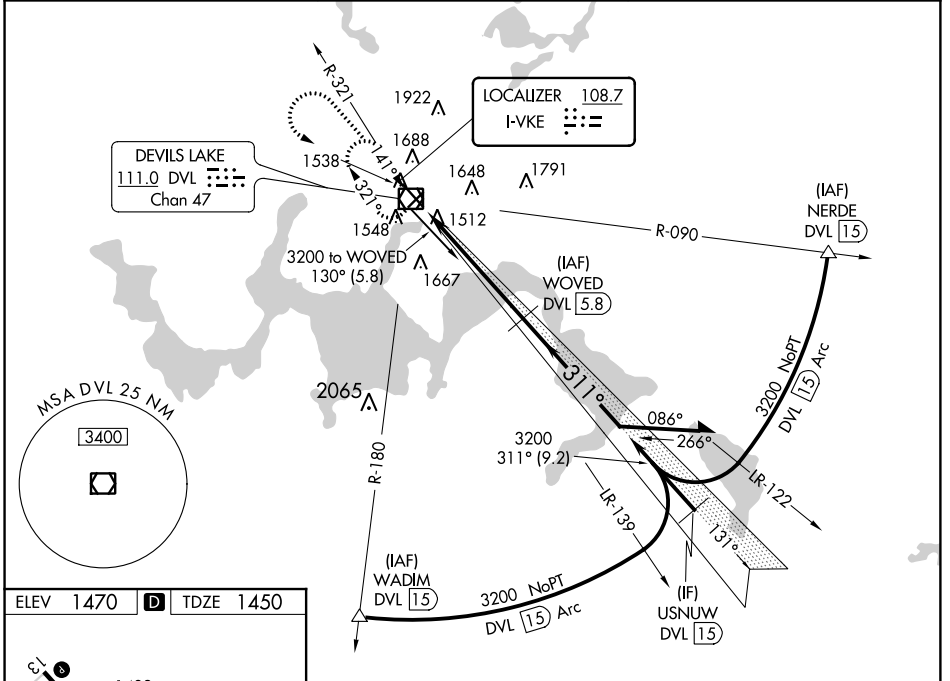 R-321
1922
LOCALIZER 108.7
I-VKE
1688
DEVILS LAKE
111.0 DVL
Chan 47
1538
141°
321°
1648
1791
1548
1512
(IAF)
NERDE
DVL 15
R-090
3200 to WOVED
130° (5.8)
1667
(IAF)
WOVED
DVL 5.8
3200 NoPT
DVL 15 Arc
2065
311°
086°
266°
3200
311° (9.2)
LR-122
LR-139
131°
MSA DVL 25 NM
3400
R-180
(IAF)
WADIM
DVL 15
3200 NoPT
DVL 15 Arc
(IF)
USNUW
DVL 15
ELEV 1470 D TDZE 1450
13